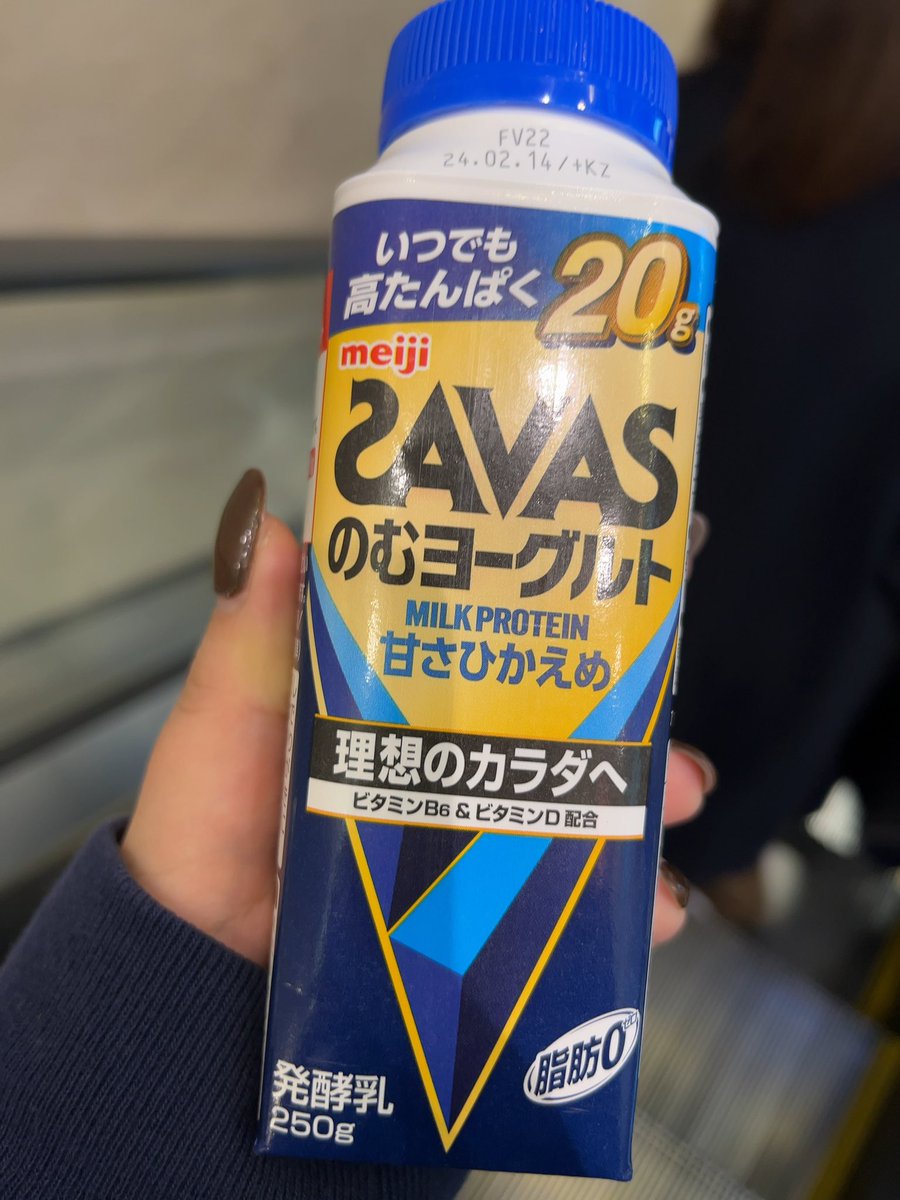 FV22
24.02.14/+Kz
いつでも
高たんぱく
20g
meiji
SAVAS
のむヨーグルト
MILK PROTEIN
甘さひかえめ
理想のカラダへ
ビタミンB6 & ビタミンD 配合
脂肪0
発酵乳
250g